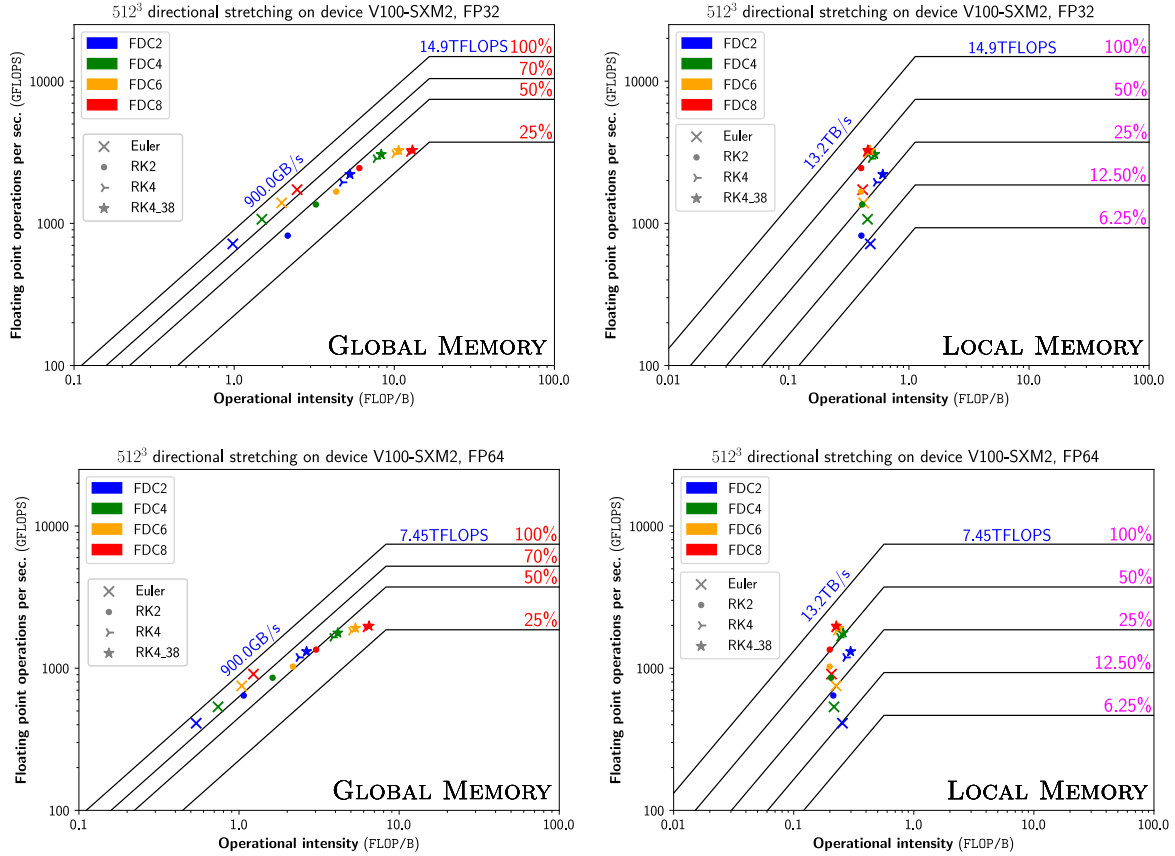 512³ directional stretching on device V100-SXM2, FP32
FDC2
FDC4
FDC6
FDC8
Euler
RK2
RK4
RK4_38
14.9TFLOPS
900.0GB/s
100%
70%
50%
25%
10000
1000
100
0.1
1.0
10.0
100.0
Floating point operations per sec. (GFLOPS)
Operational intensity (FLOP/B)
Global Memory
512³ directional stretching on device V100-SXM2, FP32
FDC2
FDC4
FDC6
FDC8
Euler
RK2
RK4
RK4_38
14.9TFLOPS
13.2TB/s
100%
50%
25%
12.50%
6.25%
10000
1000
100
0.01
0.1
1.0
10.0
100.0
Floating point operations per sec. (GFLOPS)
Operational intensity (FLOP/B)
Local Memory
512³ directional stretching on device V100-SXM2, FP64
FDC2
FDC4
FDC6
FDC8
Euler
RK2
RK4
RK4_38
7.45TFLOPS
900.0GB/s
100%
70%
50%
25%
10000
1000
100
0.1
1.0
10.0
100.0
Floating point operations per sec. (GFLOPS)
Operational intensity (FLOP/B)
Global Memory
512³ directional stretching on device V100-SXM2, FP64
FDC2
FDC4
FDC6
FDC8
Euler
RK2
RK4
RK4_38
7.45TFLOPS
13.2TB/s
100%
50%
25%
12.50%
6.25%
10000
1000
100
0.01
0.1
1.0
10.0
100.0
Floating point operations per sec. (GFLOPS)
Operational intensity (FLOP/B)
Local Memory